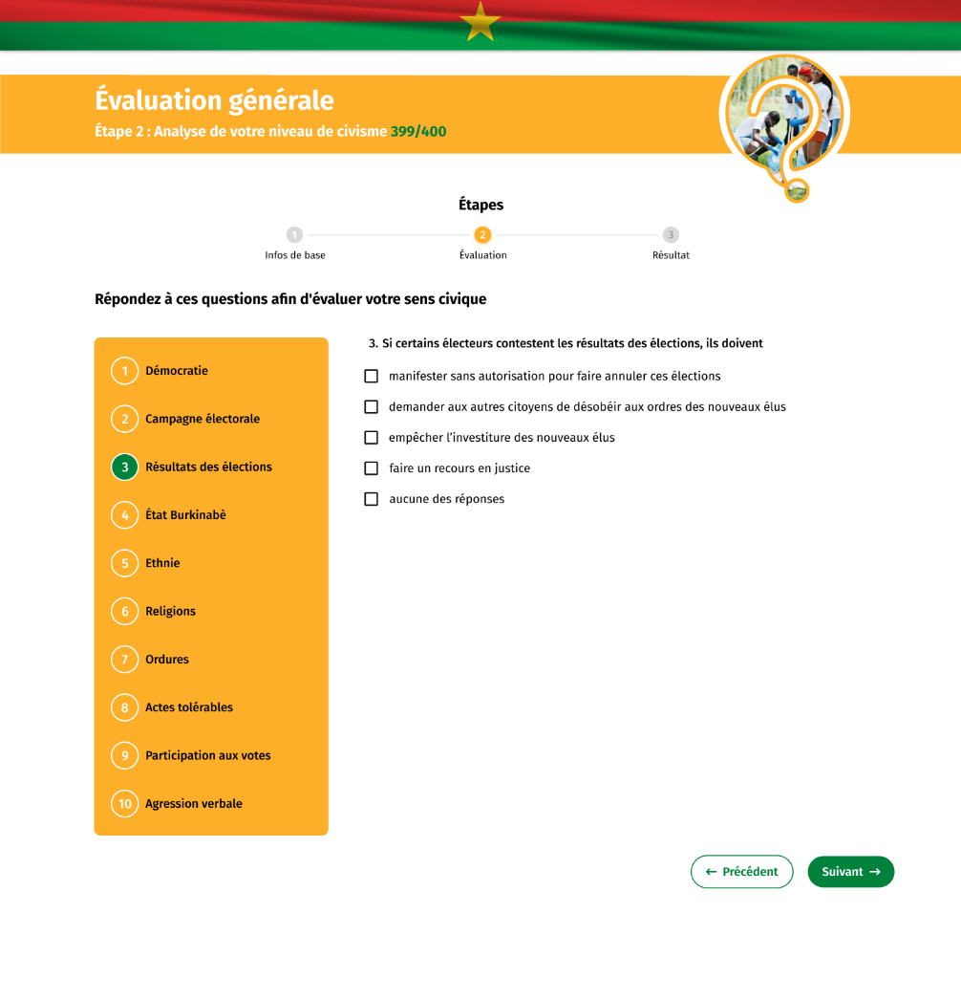 Évaluation générale
Étape 2 : Analyse de votre niveau de civisme 399/400
Étapes
1
2
3
Infos de base
Évaluation
Résultat
Répondez à ces questions afin d'évaluer votre sens civique
1 Démocratie
2 Campagne électorale
3 Résultats des élections
4 État Burkinabè
5 Ethnie
6 Religions
7 Ordures
8 Actes tolérables
9 Participation aux votes
10 Agression verbale
3. Si certains électeurs contestent les résultats des élections, ils doivent
manifester sans autorisation pour faire annuler ces élections
demander aux autres citoyens de désobéir aux ordres des nouveaux élus
empêcher l’investiture des nouveaux élus
faire un recours en justice
aucune des réponses
← Précédent
Suivant →